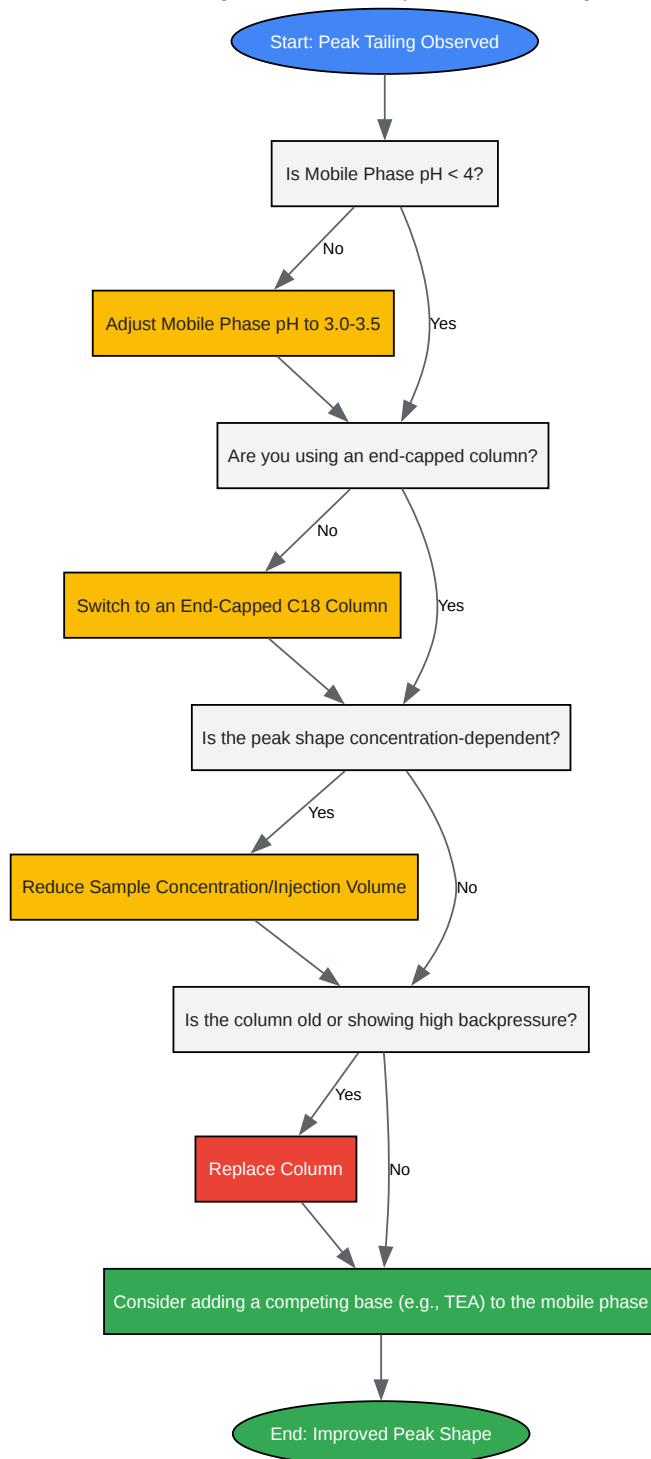 Start: Peak Tailing Observed
Is Mobile Phase pH < 4?
No
Adjust Mobile Phase pH to 3.0-3.5
Yes
Are you using an end-capped column?
No
Switch to an End-Capped C18 Column
Yes
Is the peak shape concentration-dependent?
Yes
Reduce Sample Concentration/Injection Volume
No
Is the column old or showing high backpressure?
Yes
Replace Column
No
Consider adding a competing base (e.g., TEA) to the mobile phase
End: Improved Peak Shape